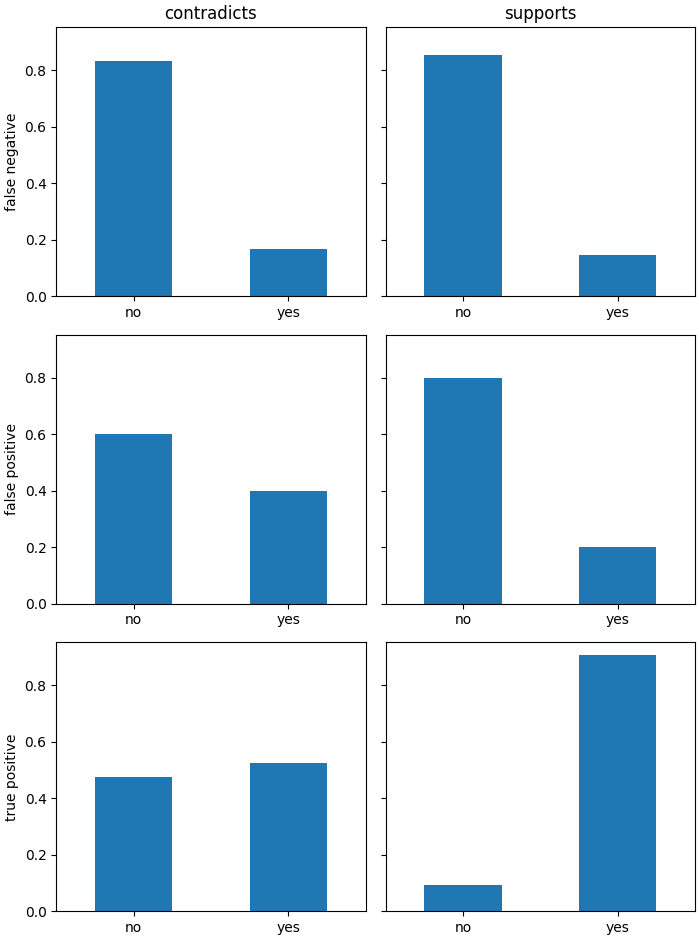 contradicts
supports
false negative
0.8
0.6
0.4
0.2
0.0
no
yes
no
yes
false positive
0.8
0.6
0.4
0.2
0.0
no
yes
no
yes
true positive
0.8
0.6
0.4
0.2
0.0
no
yes
no
yes